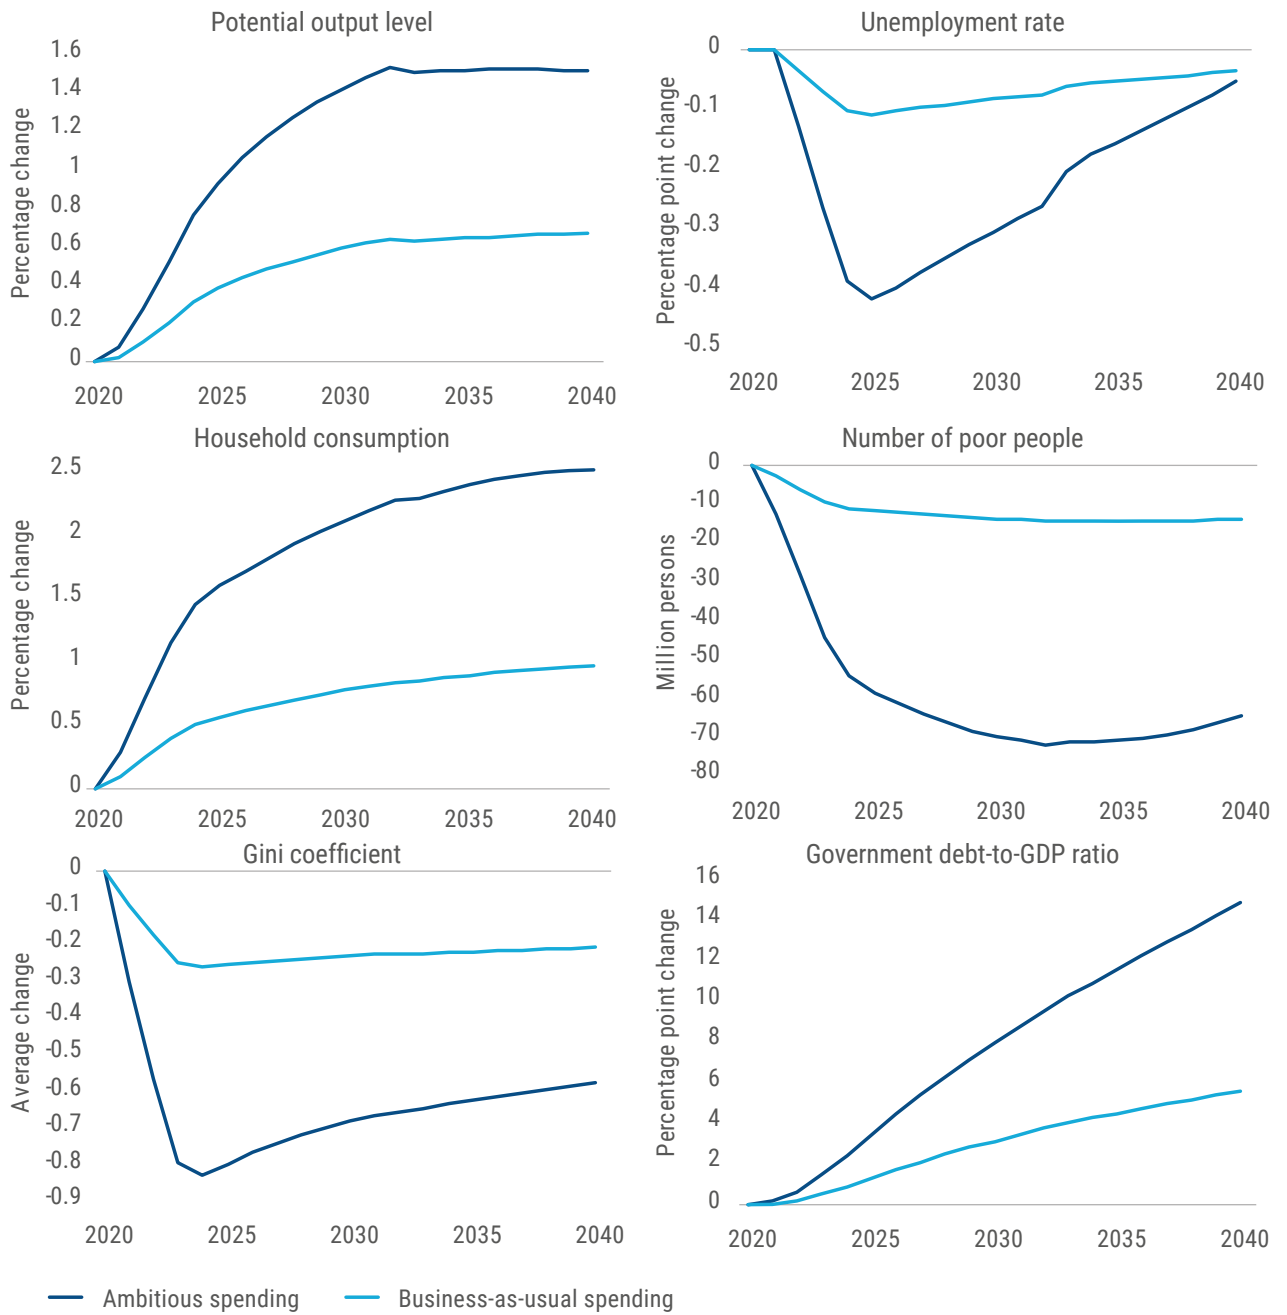 Potential output level
Percentage change
1.6
1.4
1.2
1
0.8
0.6
0.4
0.2
0
2020 2025 2030 2035 2040
Unemployment rate
Percentage point change
0
-0.1
-0.2
-0.3
-0.4
-0.5
2020 2025 2030 2035 2040
Household consumption
Percentage change
2.5
2
1.5
1
0.5
0
2020 2025 2030 2035 2040
Number of poor people
Million persons
0
-10
-20
-30
-40
-50
-60
-70
-80
2020 2025 2030 2035 2040
Gini coefficient
Average change
0
-0.1
-0.2
-0.3
-0.4
-0.5
-0.6
-0.7
-0.8
-0.9
2020 2025 2030 2035 2040
Government debt-to-GDP ratio
Percentage point change
16
14
12
10
8
6
4
2
0
2020 2025 2030 2035 2040
Ambitious spending Business-as-usual spending